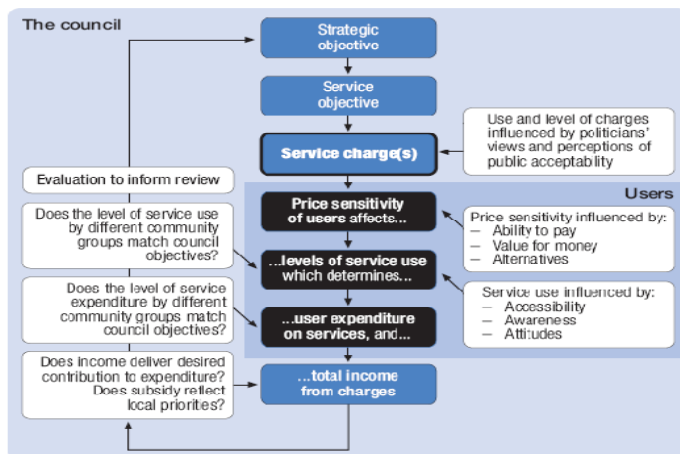 The council
Strategic
objective
Service
objective
Service charge(s)
Use and level of charges
influenced by politicians'
views and perceptions of
public acceptability
Evaluation to inform review
Users
Price sensitivity
of users affects...
Price sensitivity influenced by:
– Ability to pay
– Value for money
– Alternatives
Does the level of service use
by different community
groups match council
objectives?
...levels of service use
which determines...
Does the level of service
expenditure by different
community groups match
council objectives?
Service use influenced by:
– Accessibility
– Awareness
– Attitudes
...user expenditure
on services, and...
Does income deliver desired
contribution to expenditure?
Does subsidy reflect
local priorities?
...total income
from charges